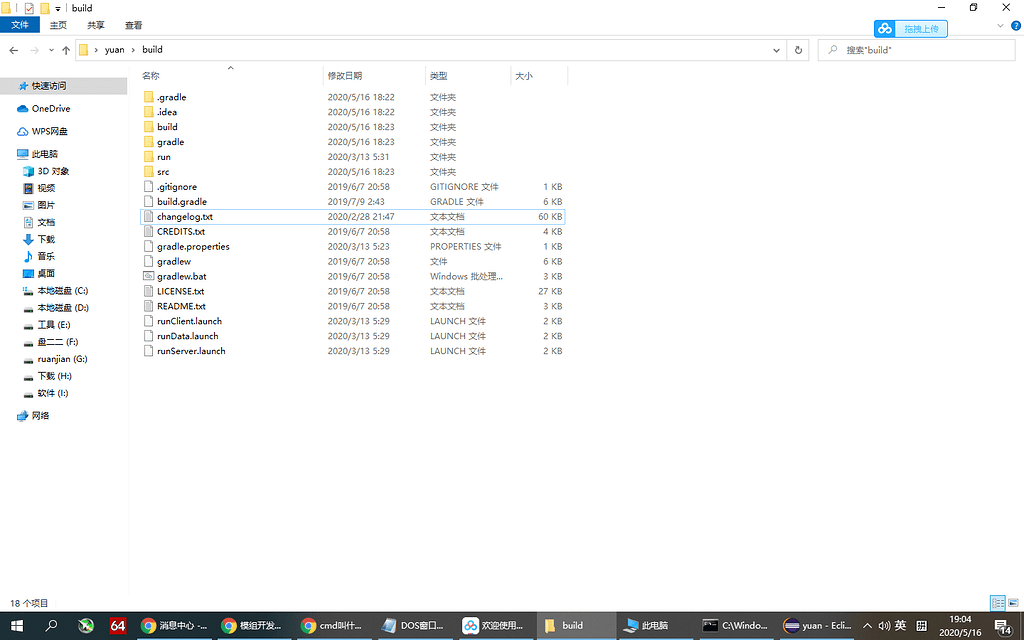 build
文件 主页 共享 查看
拖拽上传
yuan build
搜索"build"
名称 修改日期 类型 大小
快速访问
OneDrive
WPS网盘
此电脑
3D 对象
视频
图片
文档
下载
音乐
桌面
本地磁盘 (C:)
本地磁盘 (D:)
工具 (E:)
盘二二 (F:)
ruanjian (G:)
下载 (H:)
软件 (I:)
网络
.gradle 2020/5/16 18:22 文件夹
.idea 2020/5/16 18:22 文件夹
build 2020/5/16 18:23 文件夹
gradle 2020/5/16 18:23 文件夹
run 2020/3/13 5:31 文件夹
src 2020/5/16 18:23 文件夹
.gitignore 2019/6/7 20:58 GITIGNORE 文件 1 KB
build.gradle 2019/7/9 2:43 GRADLE 文件 6 KB
changelog.txt 2020/2/28 21:47 文本文档 60 KB
CREDITS.txt 2019/6/7 20:58 文本文档 4 KB
gradle.properties 2020/3/13 5:23 PROPERTIES 文件 1 KB
gradlew 2019/6/7 20:58 文件 6 KB
gradlew.bat 2019/6/7 20:58 Windows 批处理... 3 KB
LICENSE.txt 2019/6/7 20:58 文本文档 27 KB
README.txt 2019/6/7 20:58 文本文档 3 KB
runClient.launch 2020/3/13 5:29 LAUNCH 文件 2 KB
runData.launch 2020/3/13 5:29 LAUNCH 文件 2 KB
runServer.launch 2020/3/13 5:29 LAUNCH 文件 2 KB
18 个项目
64 消息中心 -... 模组开发... cmd叫什... DOS窗口... 欢迎使用... build 此电脑 C:\Windo... yuan - Ecli... 英 19:04
2020/5/16 14